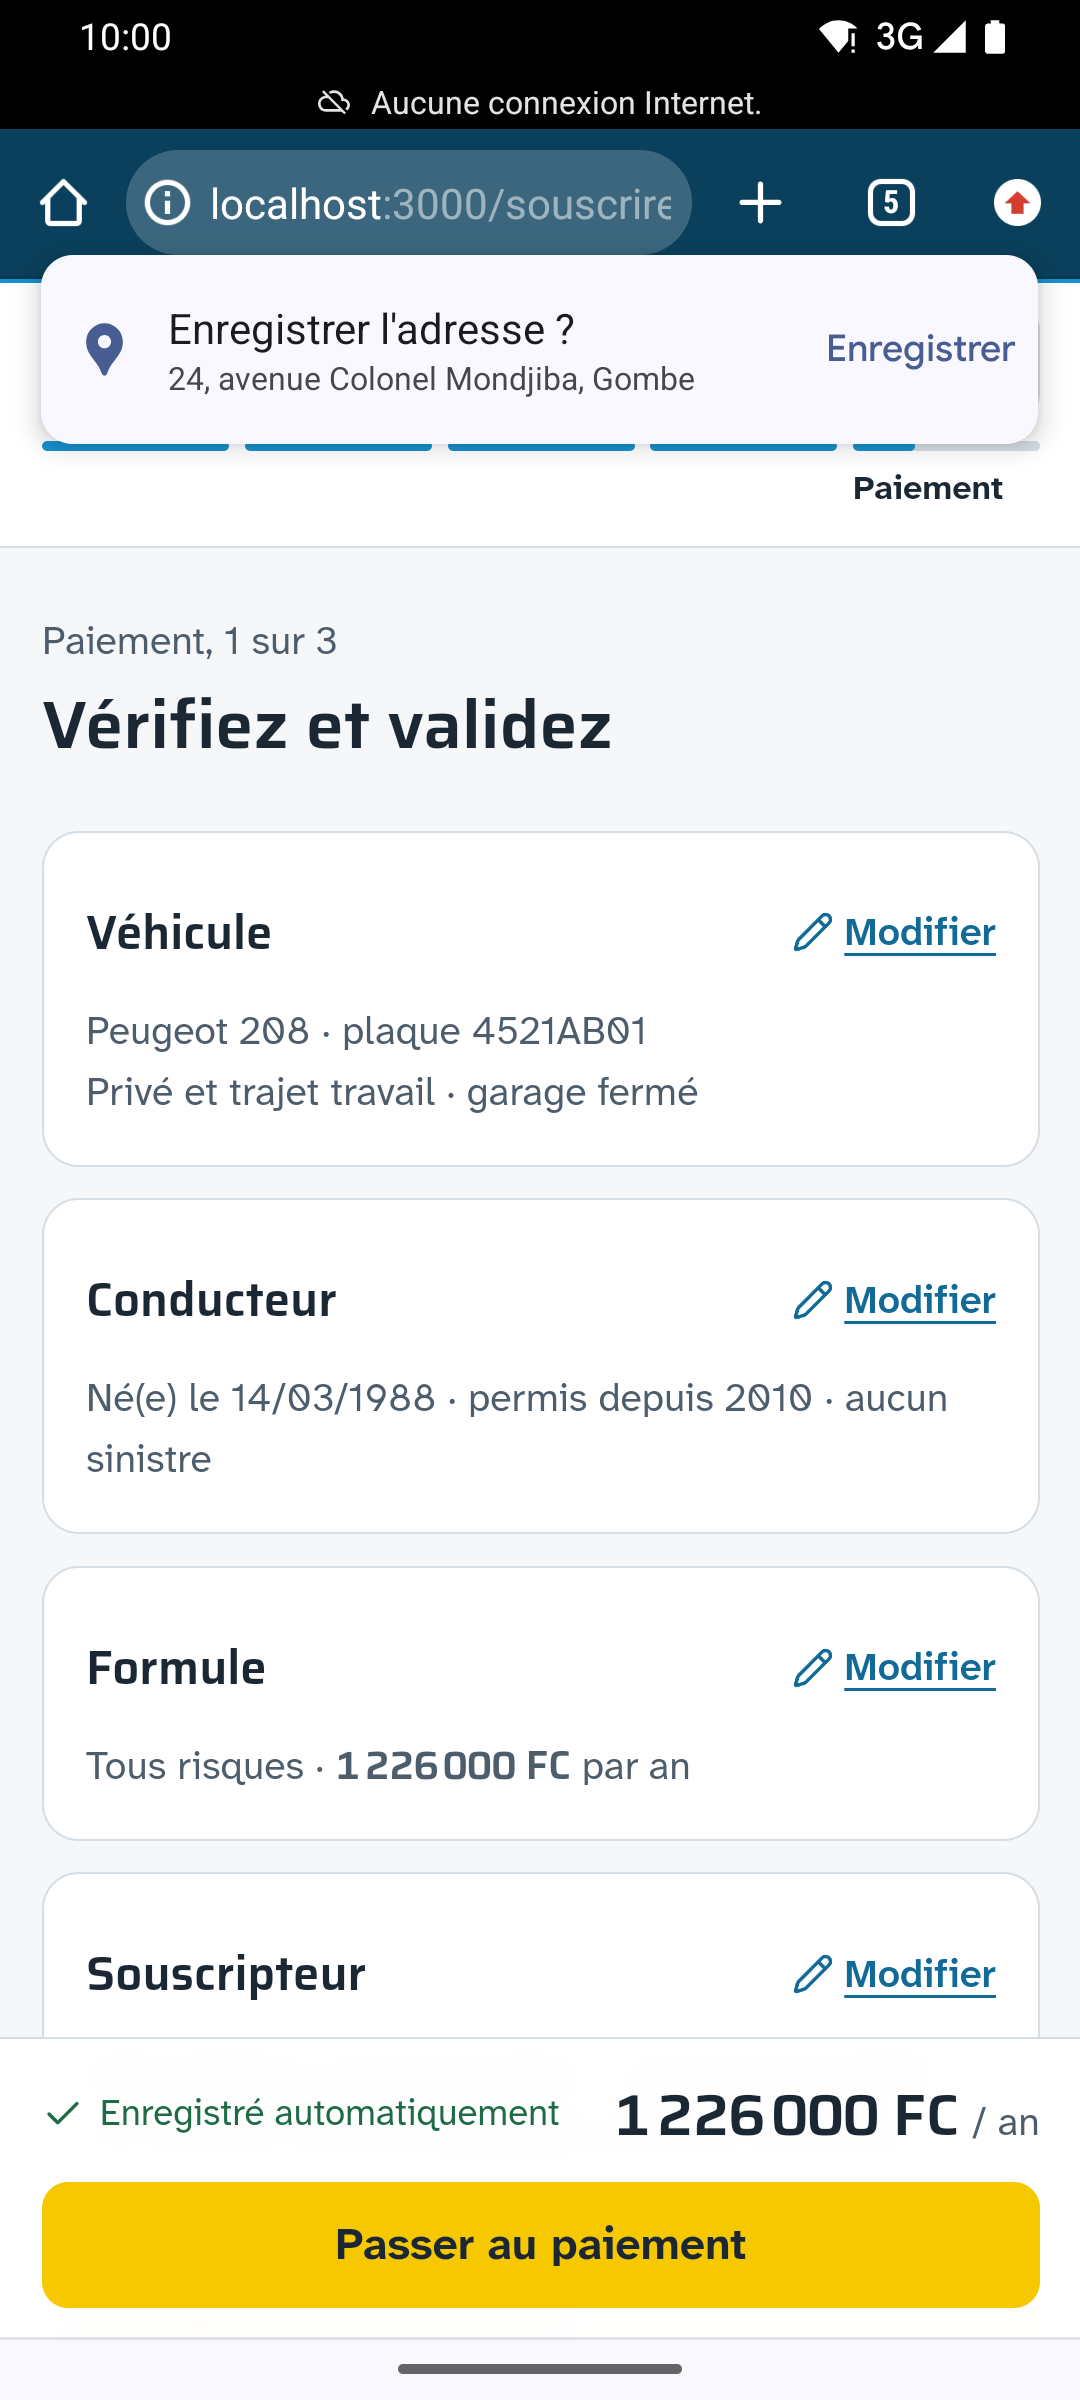 10:00
3G
Aucune connexion Internet.
localhost:3000/souscrire
5
Enregistrer l'adresse ?
24, avenue Colonel Mondjiba, Gombe
Enregistrer
Paiement
Paiement, 1 sur 3
Vérifiez et validez
Véhicule
Modifier
Peugeot 208 · plaque 4521AB01
Privé et trajet travail · garage fermé
Conducteur
Modifier
Né(e) le 14/03/1988 · permis depuis 2010 · aucun
sinistre
Formule
Modifier
Tous risques · 1 226 000 FC par an
Souscripteur
Modifier
Enregistré automatiquement
1 226 000 FC / an
Passer au paiement